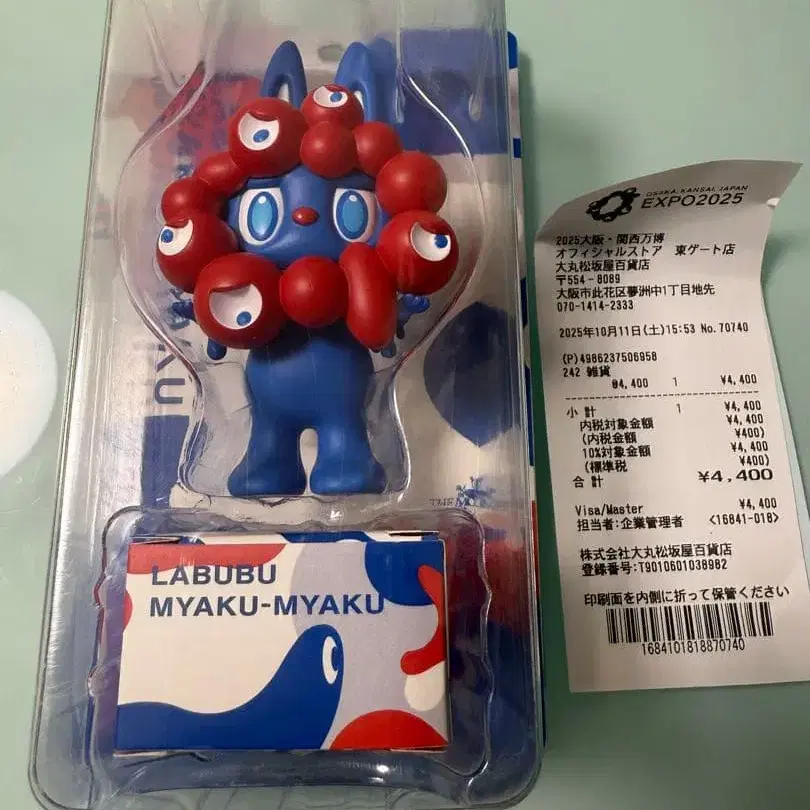 LABUBU
MYAKU-MYAKU
OSAKA, KANSAI, JAPAN
EXPO2025
2025大阪・関西万博
オフィシャルストア 東ゲート店
大丸松坂屋百貨店
〒554-8089
大阪市此花区夢洲中1丁目地先
070-1414-2333
2025年10月11日(土)15:53 No.70740
(P)4986237506958
242 雑貨
@4,400 1 ¥4,400
小 計 1 ¥4,400
内税対象金額 ¥4,400
(内税金額 ¥400)
10%対象金額 ¥4,400
(標準税 ¥400)
合 計 ¥4,400
Visa/Master ¥4,400
担当者:企業管理者 <16841-018>
株式会社大丸松坂屋百貨店
登録番号:T9010601038982
印刷面を内側に折って保管ください
1684101818870740